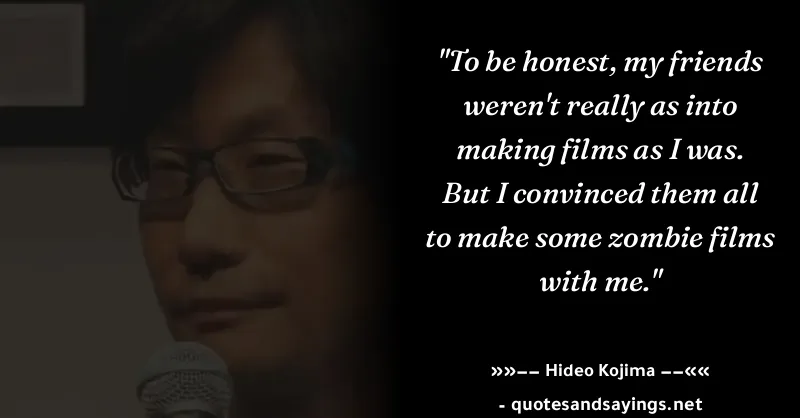 "To be honest, my friends
weren't really as into
making films as I was.
But I convinced them all
to make some zombie films
with me."
»»–– Hideo Kojima ––««
- quotesandsayings.net